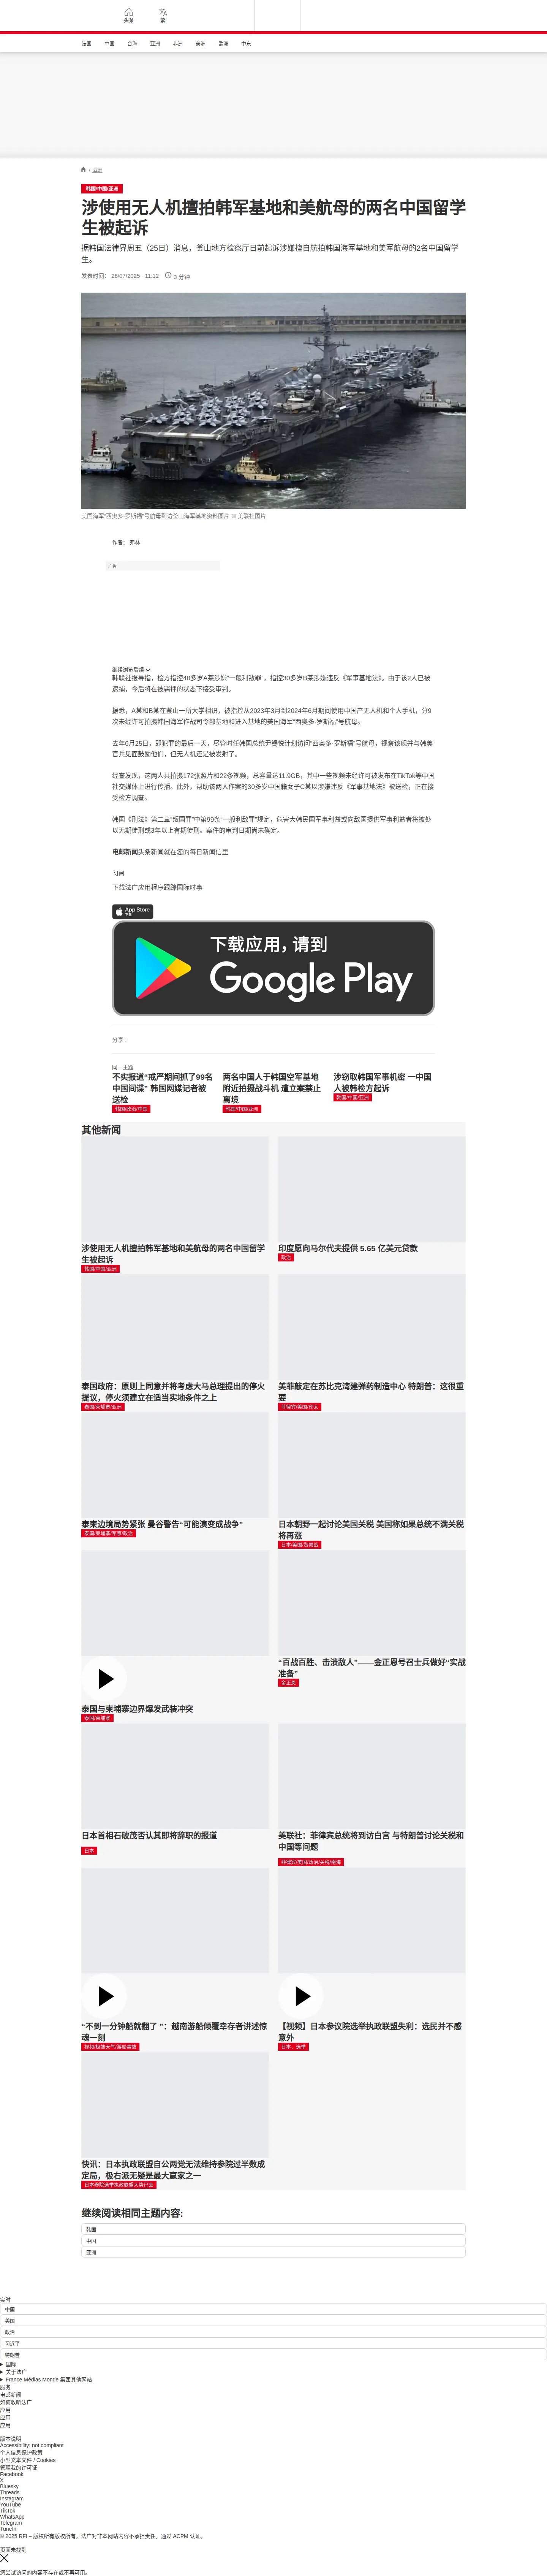 头条
繁
法国
中国
台海
亚洲
非洲
美洲
欧洲
中东
/ 亚洲
韩国/中国/亚洲
涉使用无人机擅拍韩军基地和美航母的两名中国留学
生被起诉
据韩国法律界周五（25日）消息，釜山地方检察厅日前起诉涉嫌擅自航拍韩国海军基地和美军航母的2名中国留学
生。
发表时间： 26/07/2025 - 11:12
3 分钟
美国海军“西奥多·罗斯福”号航母到访釜山海军基地资料图片 © 美联社图片
作者： 弗林
广告
继续浏览后续
韩联社报导指，检方指控40多岁A某涉嫌“一般利敌罪”，指控30多岁B某涉嫌违反《军事基地法》。由于该2人已被
逮捕，今后将在被羁押的状态下接受审判。
据悉，A某和B某在釜山一所大学相识，被指控从2023年3月到2024年6月期间使用中国产无人机和个人手机，分9
次未经许可拍摄韩国海军作战司令部基地和进入基地的美国海军“西奥多·罗斯福”号航母。
去年6月25日，即犯罪的最后一天，尽管时任韩国总统尹锡悦计划访问“西奥多·罗斯福”号航母，视察该舰并与韩美
官兵见面鼓励他们，但无人机还是被发射了。
经查发现，这两人共拍摄172张照片和22条视频，总容量达11.9GB，其中一些视频未经许可被发布在TikTok等中国
社交媒体上进行传播。此外，帮助该两人作案的30多岁中国籍女子C某以涉嫌违反《军事基地法》被送检，正在接
受检方调查。
韩国《刑法》第二章“叛国罪”中第99条“一般利敌罪”规定，危害大韩民国军事利益或向敌国提供军事利益者将被处
以无期徒刑或3年以上有期徒刑。案件的审判日期尚未确定。
电邮新闻头条新闻就在您的每日新闻信里
订阅
下载法广应用程序跟踪国际时事
App Store
下载
下载应用，请到
Google Play
分享 :
同一主题
不实报道“戒严期间抓了99名
中国间谍” 韩国网媒记者被
送检
韩国/政治/中国
两名中国人于韩国空军基地
附近拍摄战斗机 遭立案禁止
离境
韩国/中国/亚洲
涉窃取韩国军事机密 一中国
人被韩检方起诉
韩国/中国/亚洲
其他新闻
涉使用无人机擅拍韩军基地和美航母的两名中国留学
生被起诉
韩国/中国/亚洲
印度愿向马尔代夫提供 5.65 亿美元贷款
政治
泰国政府：原则上同意并将考虑大马总理提出的停火
提议，停火须建立在适当实地条件之上
泰国/柬埔寨/亚洲
美菲敲定在苏比克湾建弹药制造中心 特朗普：这很重
要
菲律宾/美国/印太
泰柬边境局势紧张 曼谷警告“可能演变成战争”
泰国/柬埔寨/军事/政治
日本朝野一起讨论美国关税 美国称如果总统不满关税
将再涨
日本/美国/贸易战
“百战百胜、击溃敌人”——金正恩号召士兵做好“实战
准备”
金正恩
泰国与柬埔寨边界爆发武装冲突
泰国/柬埔寨
日本首相石破茂否认其即将辞职的报道
日本
美联社：菲律宾总统将到访白宫 与特朗普讨论关税和
中国等问题
菲律宾/美国/政治/关税/南海
“不到一分钟船就翻了 ”：越南游船倾覆幸存者讲述惊
魂一刻
视频/极端天气/游船事故
【视频】日本参议院选举执政联盟失利：选民并不感
意外
日本，选举
快讯：日本执政联盟自公两党无法维持参院过半数成
定局，极右派无疑是最大赢家之一
日本参院选举执政联盟大势已去
继续阅读相同主题内容:
韩国
中国
亚洲
实时
中国
美国
政治
习近平
特朗普
国际
关于法广
France Médias Monde 集团其他网站
服务
电邮新闻
如何收听法广
应用
应用
应用
版本说明
Accessibility: not compliant
个人信息保护政策
小型文本文件 / Cookies
管理我的许可证
Facebook
X
Bluesky
Threads
Instagram
YouTube
TikTok
WhatsApp
Telegram
TuneIn
© 2025 RFI – 版权所有版权所有。法广对非本网站内容不承担责任。通过 ACPM 认证。
页面未找到
您尝试访问的内容不存在或不再可用。